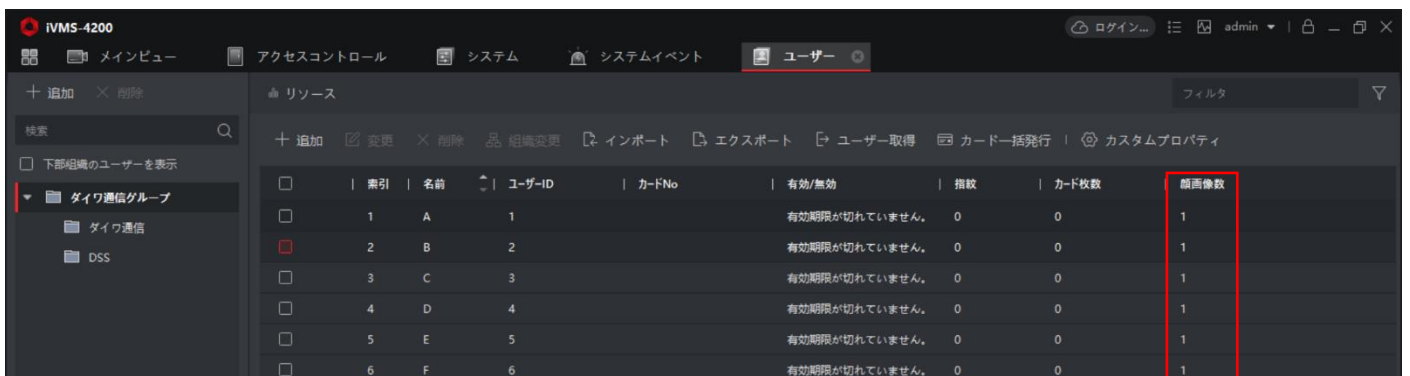 iVMS-4200
ログイン... admin
メインビュー アクセスコントロール システム システムイベント ユーザー
追加 削除
リソース フィルタ
検索
追加 変更 削除 組織変更 インポート エクスポート ユーザー取得 カード一括発行 カスタムプロパティ
下部組織のユーザーを表示
索引 名前 ユーザーID カードNo 有効/無効 指紋 カード枚数 顔画像数
ダイワ通信グループ
1 A 1 有効期限が切れていません。 0 0 1
ダイワ通信
2 B 2 有効期限が切れていません。 0 0 1
DSS
3 C 3 有効期限が切れていません。 0 0 1
4 D 4 有効期限が切れていません。 0 0 1
5 E 5 有効期限が切れていません。 0 0 1
6 F 6 有効期限が切れていません。 0 0 1